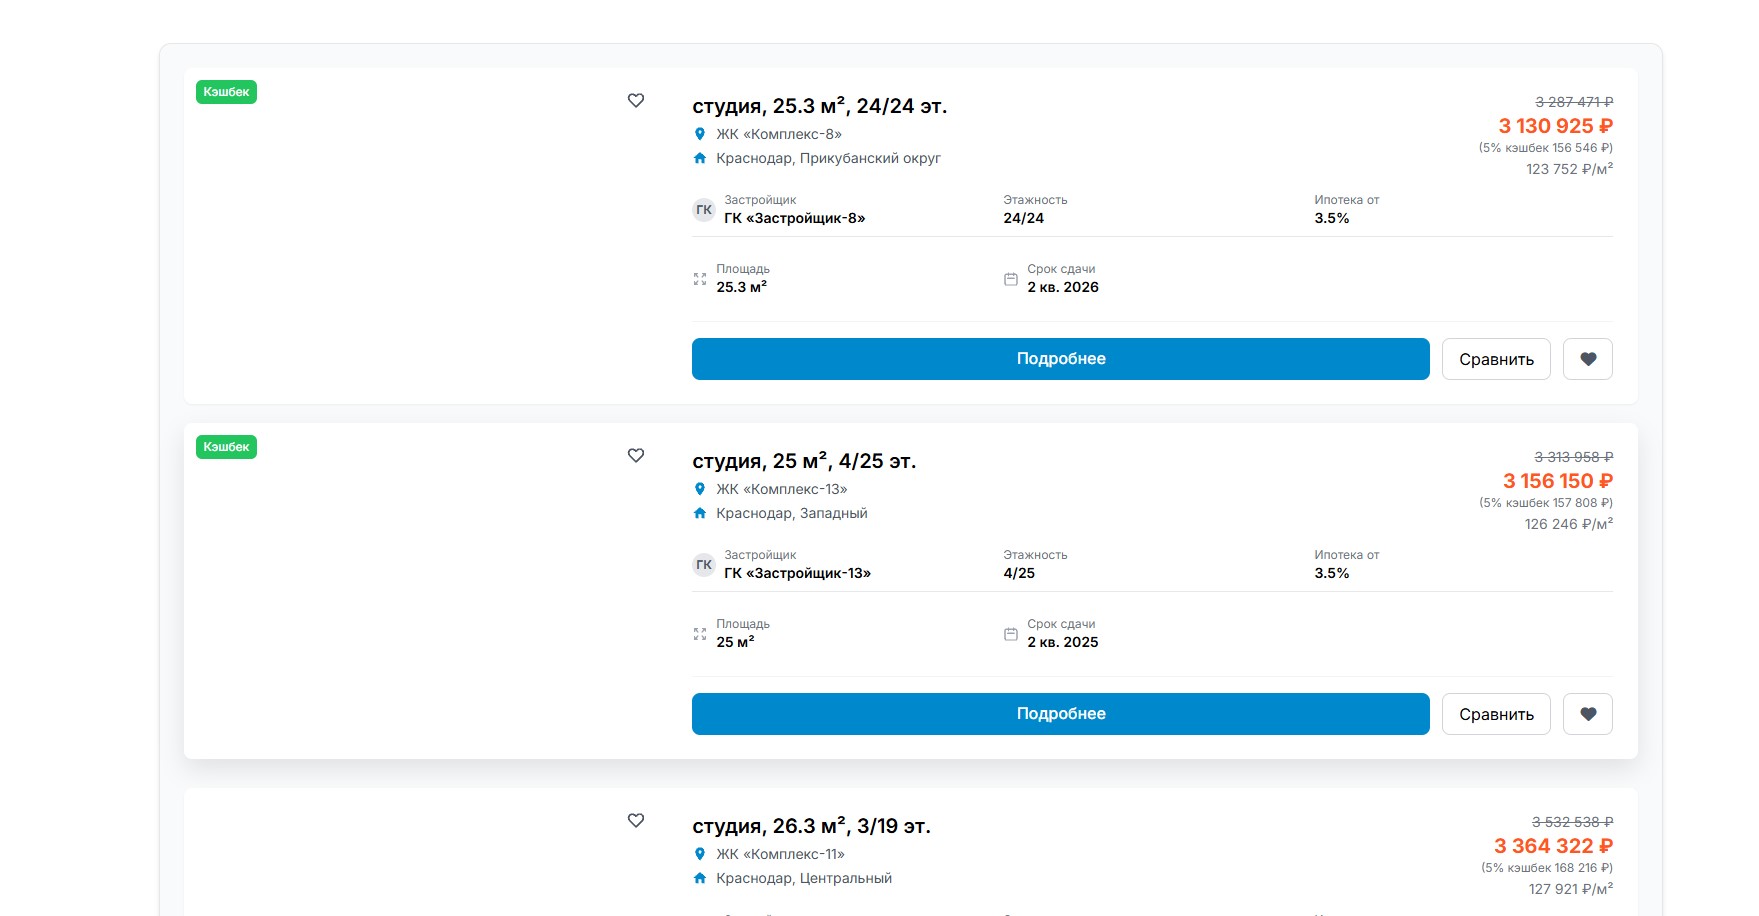 Кэшбек
студия, 25.3 м², 24/24 эт.
3 287 471 ₽
3 130 925 ₽
ЖК «Комплекс-8»
(5% кэшбек 156 546 ₽)
Краснодар, Прикубанский округ
123 752 ₽/м²
Застройщик
Этажность
Ипотека от
ГК
ГК «Застройщик-8»
24/24
3.5%
Площадь
Срок сдачи
25.3 м²
2 кв. 2026
Подробнее
Сравнить
Кэшбек
студия, 25 м², 4/25 эт.
3 313 958 ₽
3 156 150 ₽
ЖК «Комплекс-13»
(5% кэшбек 157 808 ₽)
Краснодар, Западный
126 246 ₽/м²
Застройщик
Этажность
Ипотека от
ГК
ГК «Застройщик-13»
4/25
3.5%
Площадь
Срок сдачи
25 м²
2 кв. 2025
Подробнее
Сравнить
студия, 26.3 м², 3/19 эт.
3 532 538 ₽
3 364 322 ₽
ЖК «Комплекс-11»
(5% кэшбек 168 216 ₽)
Краснодар, Центральный
127 921 ₽/м²